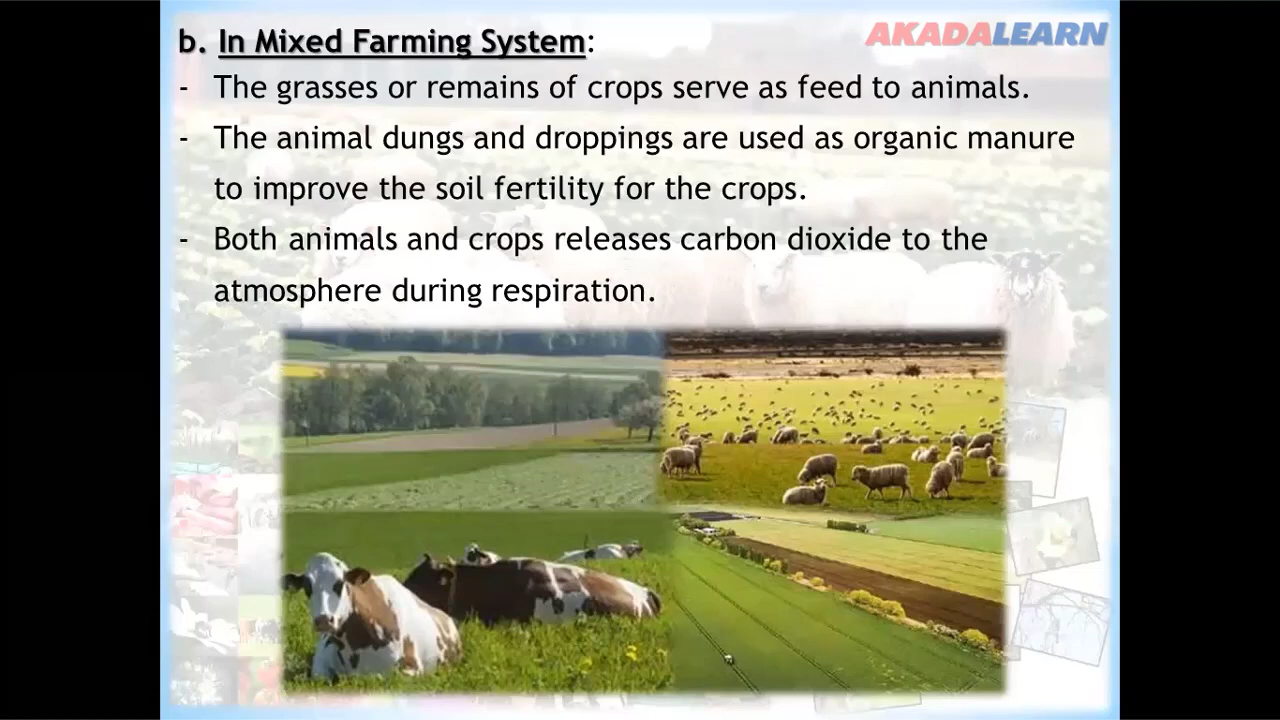 AKADALEARN
b. In Mixed Farming System:
- The grasses or remains of crops serve as feed to animals.
- The animal dungs and droppings are used as organic manure
to improve the soil fertility for the crops.
- Both animals and crops releases carbon dioxide to the
atmosphere during respiration.